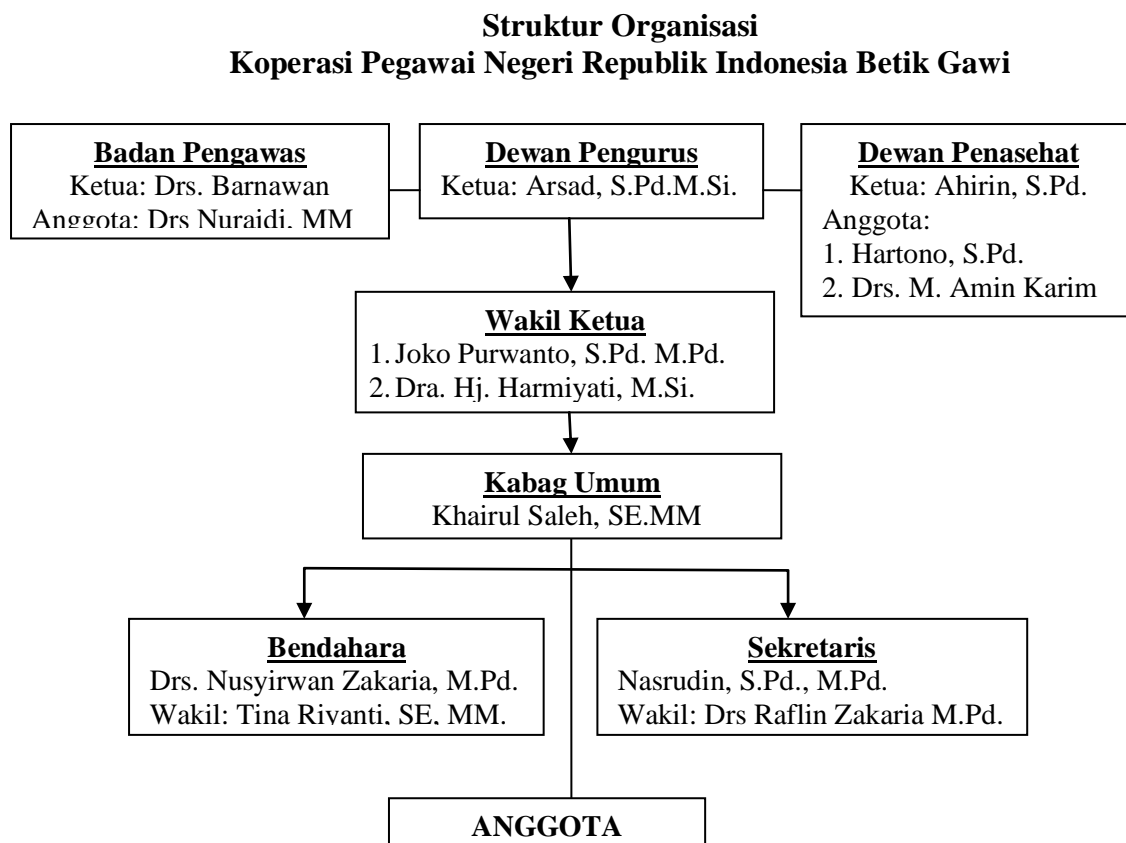 Struktur Organisasi
Koperasi Pegawai Negeri Republik Indonesia Betik Gawi
Badan Pengawas
Ketua: Drs. Barnawan
Anggota: Drs Nuraidi, MM
Dewan Pengurus
Ketua: Arsad, S.Pd.M.Si.
Dewan Penasehat
Ketua: Ahirin, S.Pd.
Anggota:
1. Hartono, S.Pd.
2. Drs. M. Amin Karim
Wakil Ketua
1. Joko Purwanto, S.Pd. M.Pd.
2. Dra. Hj. Harmiyati, M.Si.
Kabag Umum
Khairul Saleh, SE.MM
Bendahara
Drs. Nusyirwan Zakaria, M.Pd.
Wakil: Tina Riyanti, SE, MM.
Sekretaris
Nasrudin, S.Pd., M.Pd.
Wakil: Drs Raflin Zakaria M.Pd.
ANGGOTA